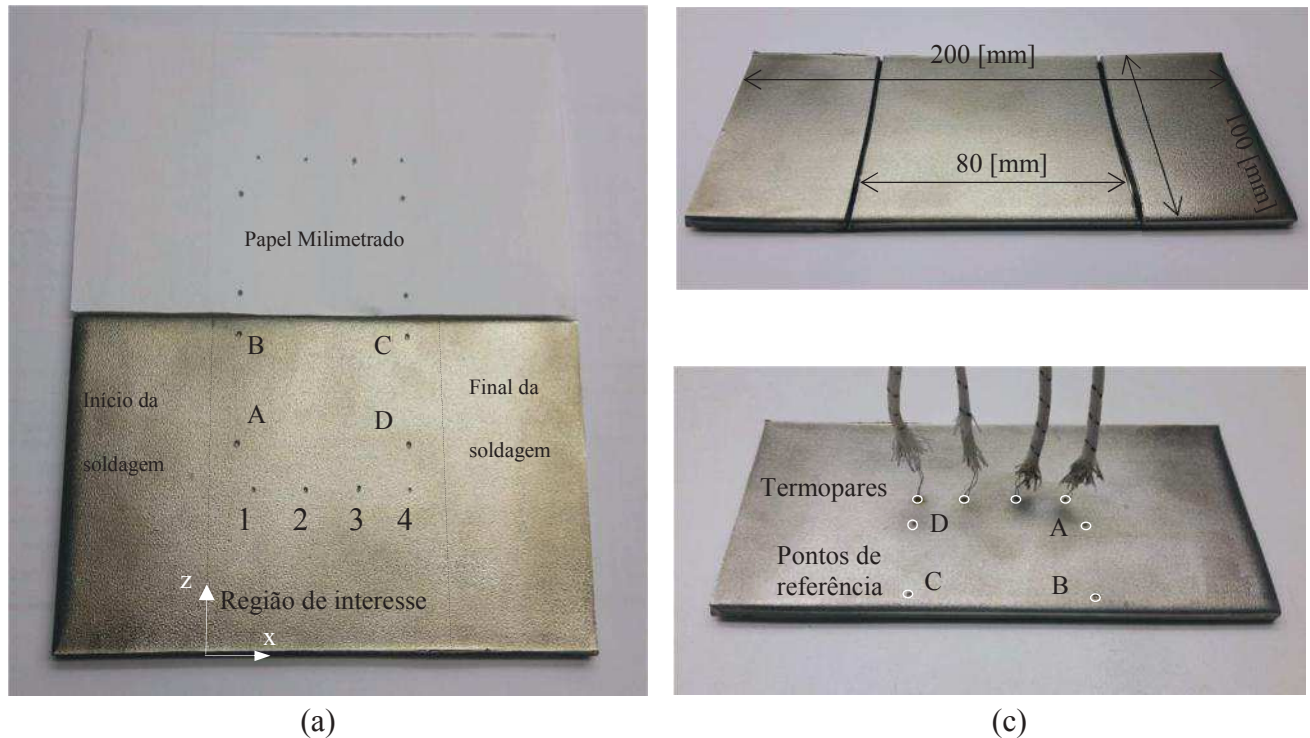 Papel Milimetrado
B
C
Início da
soldagem
A
D
Final da
soldagem
1
2
3
4
z
Região de interesse
x
(a)
200 [mm]
100 [mm]
80 [mm]
Termopares
D
A
Pontos de
referência
C
B
(c)